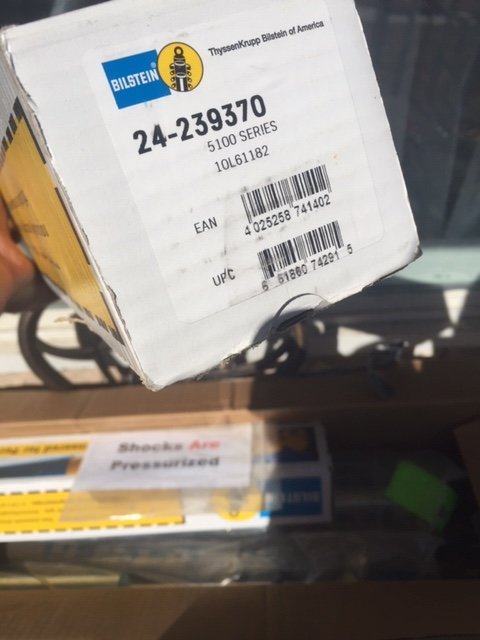 ThyssenKrupp Bilstein of America
BILSTEIN®
24-239370
5100 SERIES
10L61182
EAN
4 025258 741402
UPC
6 51860 74291 5
Shocks Are
Pressurized
BILSTEIN